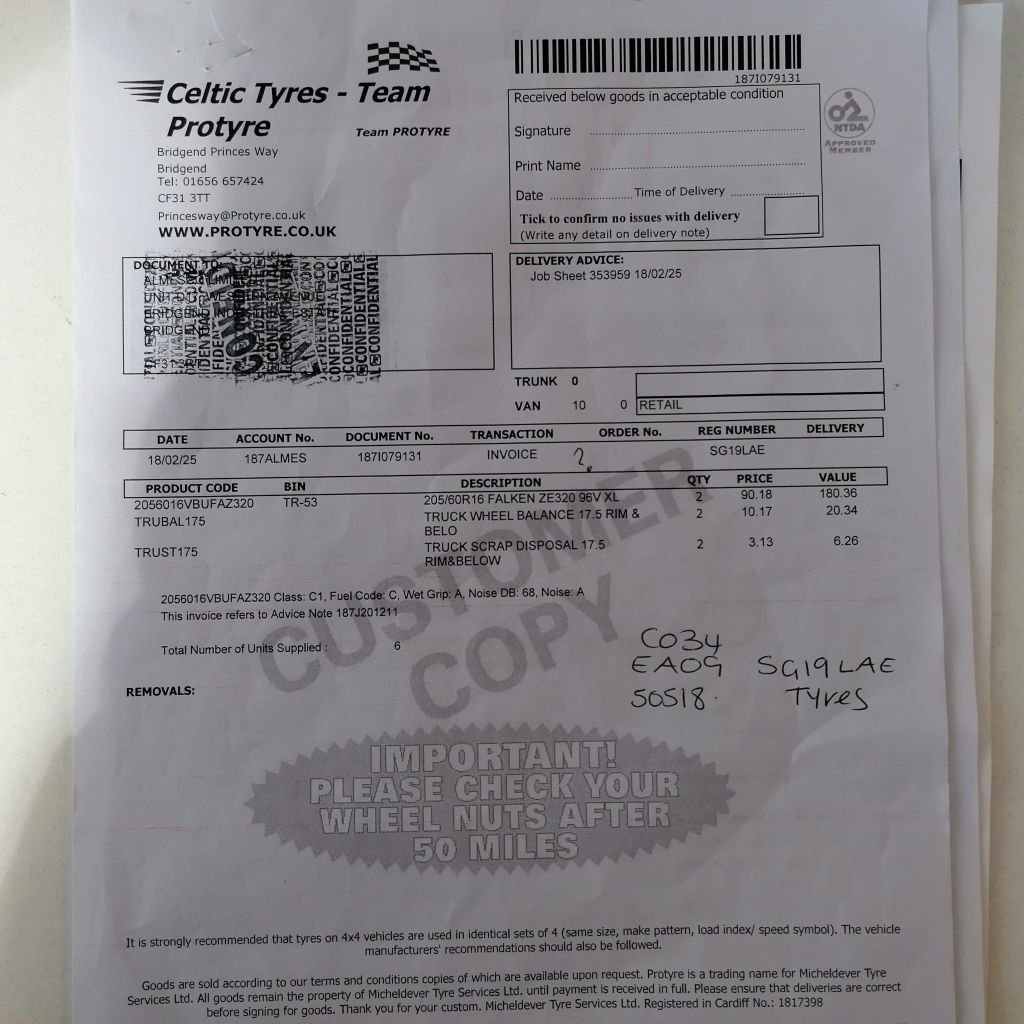 Celtic Tyres - Team
Protyre
Team PROTYRE
Bridgend Princes Way
Bridgend
Tel: 01656 657424
CF31 3TT
Princesway@Protyre.co.uk
WWW.PROTYRE.CO.UK
187I079131
Received below goods in acceptable condition
Signature
Print Name
Date Time of Delivery
Tick to confirm no issues with delivery
(Write any detail on delivery note)
NTDA
APPROVED
MEMBER
DOCUMENT TO:
CONFIDENTIAL
DELIVERY ADVICE:
Job Sheet 353959 18/02/25
TRUNK 0
VAN 10 0 RETAIL
DATE ACCOUNT No. DOCUMENT No. TRANSACTION ORDER No. REG NUMBER DELIVERY
18/02/25 187ALMES 187I079131 INVOICE ? SG19LAE
PRODUCT CODE BIN DESCRIPTION QTY PRICE VALUE
2056016VBUFAZ320 TR-53 205/60R16 FALKEN ZE320 96V XL 2 90.18 180.36
TRUBAL175 TRUCK WHEEL BALANCE 17.5 RIM & 2 10.17 20.34
BELO
TRUST175 TRUCK SCRAP DISPOSAL 17.5 2 3.13 6.26
RIM&BELOW
2056016VBUFAZ320 Class: C1, Fuel Code: C, Wet Grip: A, Noise DB: 68, Noise: A
This invoice refers to Advice Note 187J201211
Total Number of Units Supplied : 6
CUSTOMER
COPY
C034
EA09 SG19LAE
50518. Tyres
REMOVALS:
IMPORTANT!
PLEASE CHECK YOUR
WHEEL NUTS AFTER
50 MILES
It is strongly recommended that tyres on 4x4 vehicles are used in identical sets of 4 (same size, make pattern, load index/ speed symbol). The vehicle
manufacturers' recommendations should also be followed.
Goods are sold according to our terms and conditions copies of which are available upon request. Protyre is a trading name for Micheldever Tyre
Services Ltd. All goods remain the property of Micheldever Tyre Services Ltd. until payment is received in full. Please ensure that deliveries are correct
before signing for goods. Thank you for your custom. Micheldever Tyre Services Ltd. Registered in Cardiff No.: 1817398